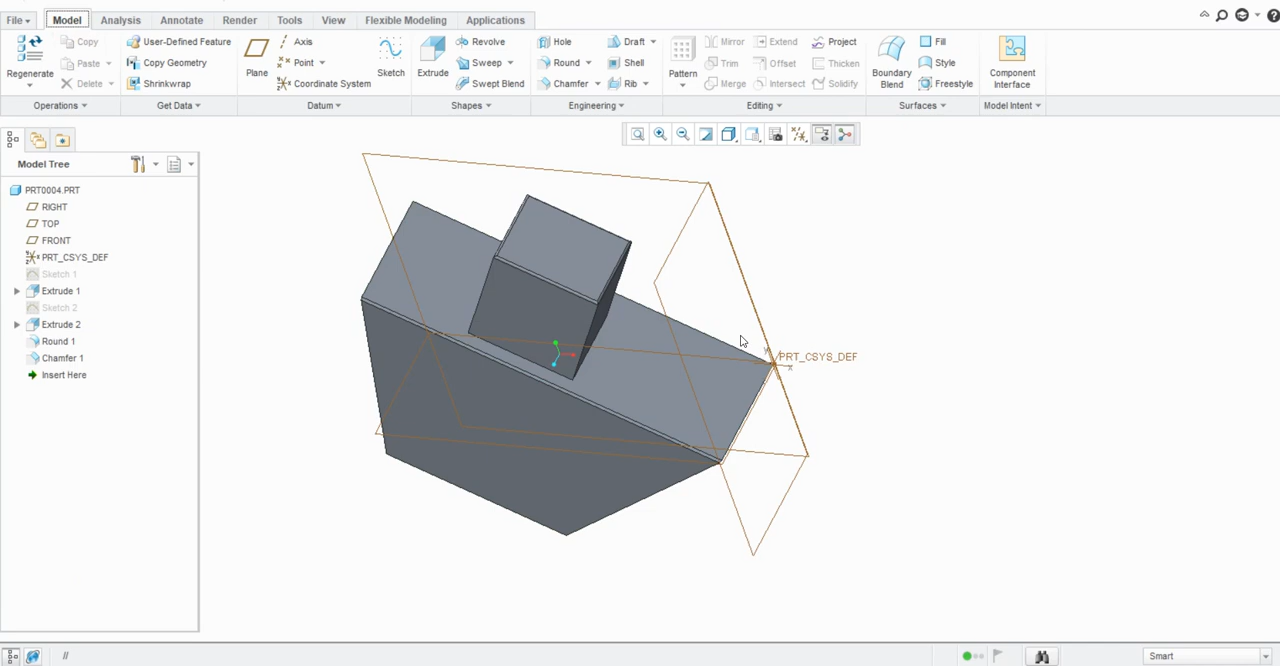 File Model Analysis Annotate Render Tools View Flexible Modeling Applications
Regenerate
Copy
Paste
Delete
Operations
User-Defined Feature
Copy Geometry
Shrinkwrap
Get Data
Plane
Axis
Point
Coordinate System
Sketch
Datum
Extrude
Revolve
Sweep
Swept Blend
Shapes
Hole
Round
Chamfer
Draft
Shell
Rib
Engineering
Pattern
Mirror
Trim
Merge
Extend
Offset
Intersect
Project
Thicken
Solidify
Editing
Boundary
Blend
Fill
Style
Freestyle
Surfaces
Component
Interface
Model Intent
Model Tree
PRT0004.PRT
RIGHT
TOP
FRONT
PRT_CSYS_DEF
Sketch 1
Extrude 1
Sketch 2
Extrude 2
Round 1
Chamfer 1
Insert Here
PRT_CSYS_DEF
x
//
Smart